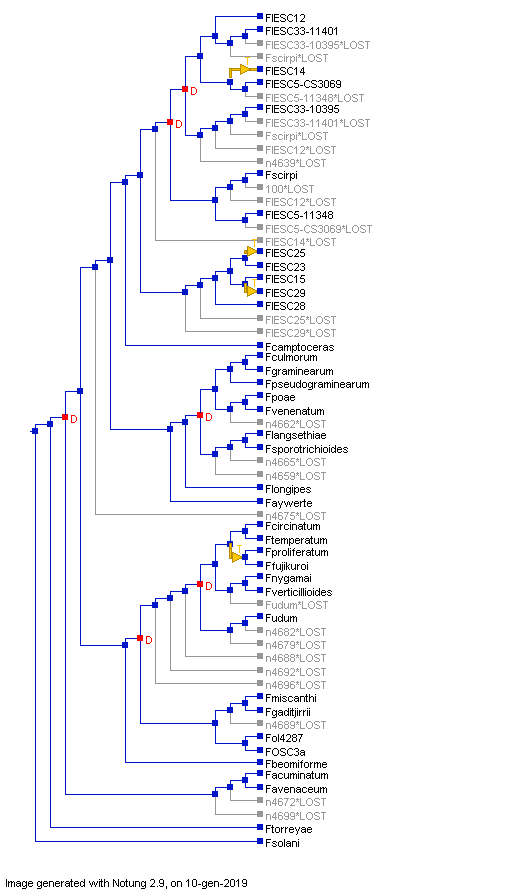 FIESC12
FIESC33-11401
FIESC33-10395*LOST
Fscirpi*LOST
FIESC14
FIESC5-CS3069
FIESC5-11348*LOST
FIESC33-10395
FIESC33-11401*LOST
Fscirpi*LOST
FIESC12*LOST
n4639*LOST
Fscirpi
100*LOST
FIESC12*LOST
FIESC5-11348
FIESC5-CS3069*LOST
FIESC14*LOST
FIESC25
FIESC23
FIESC15
FIESC29
FIESC28
FIESC25*LOST
FIESC29*LOST
Fcamptoceras
Fculmorum
Fgraminearum
Fpseudograminearum
Fpoae
Fvenenatum
n4662*LOST
Flangsethiae
Fsporotrichioides
n4665*LOST
n4659*LOST
Flongipes
Faywerte
n4675*LOST
Fcircinatum
Ftemperatum
Fproliferatum
Ffujikuroi
Fnygamai
Fverticillioides
Fudum*LOST
Fudum
n4682*LOST
n4679*LOST
n4688*LOST
n4692*LOST
n4696*LOST
Fmiscanthi
Fgaditjirrii
n4689*LOST
Fol4287
FOSC3a
Fbeomiforme
Facuminatum
Favenaceum
n4672*LOST
n4699*LOST
Ftorreyae
Fsolani
D
D
D
D
D
D
Image generated with Notung 2.9, on 10-gen-2019